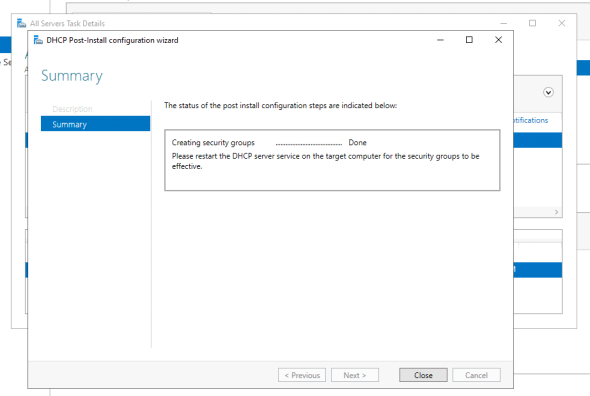 All Servers Task Details
DHCP Post-Install configuration wizard
Summary
Description
Summary
The status of the post install configuration steps are indicated below:
Creating security groups ................................ Done
Please restart the DHCP server service on the target computer for the security groups to be
effective.
< Previous
Next >
Close
Cancel